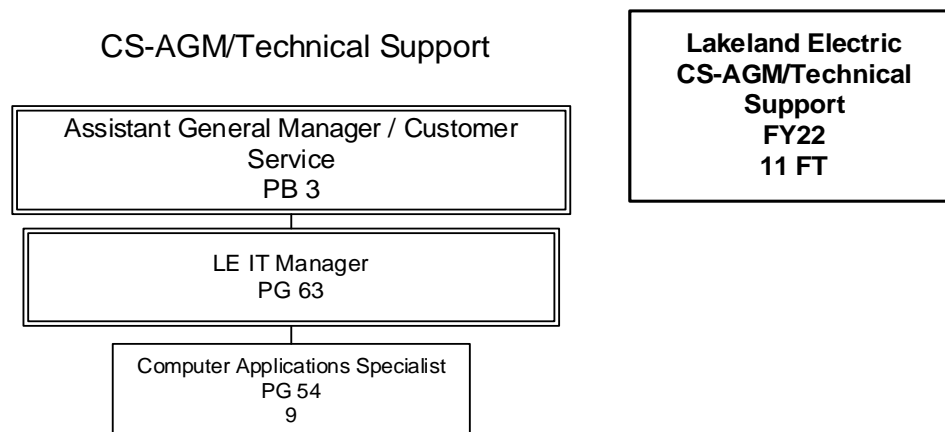 CS-AGM/Technical Support
Lakeland Electric
CS-AGM/Technical
Support
FY22
11 FT
Assistant General Manager / Customer
Service
PB 3
LE IT Manager
PG 63
Computer Applications Specialist
PG 54
9